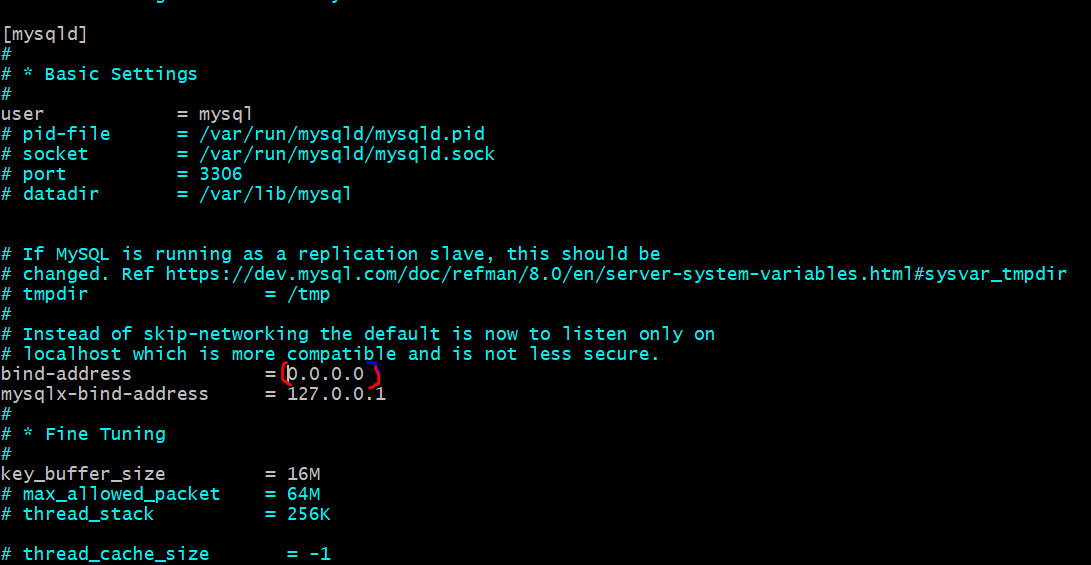 [mysqld]
#
# * Basic Settings
#
user            = mysql
# pid-file      = /var/run/mysqld/mysqld.pid
# socket        = /var/run/mysqld/mysqld.sock
# port          = 3306
# datadir       = /var/lib/mysql
# If MySQL is running as a replication slave, this should be
# changed. Ref https://dev.mysql.com/doc/refman/8.0/en/server-system-variables.html#sysvar_tmpdir
# tmpdir                = /tmp
#
# Instead of skip-networking the default is now to listen only on
# localhost which is more compatible and is not less secure.
bind-address            = 0.0.0.0
mysqlx-bind-address     = 127.0.0.1
#
# * Fine Tuning
#
key_buffer_size         = 16M
# max_allowed_packet    = 64M
# thread_stack          = 256K
# thread_cache_size       = -1